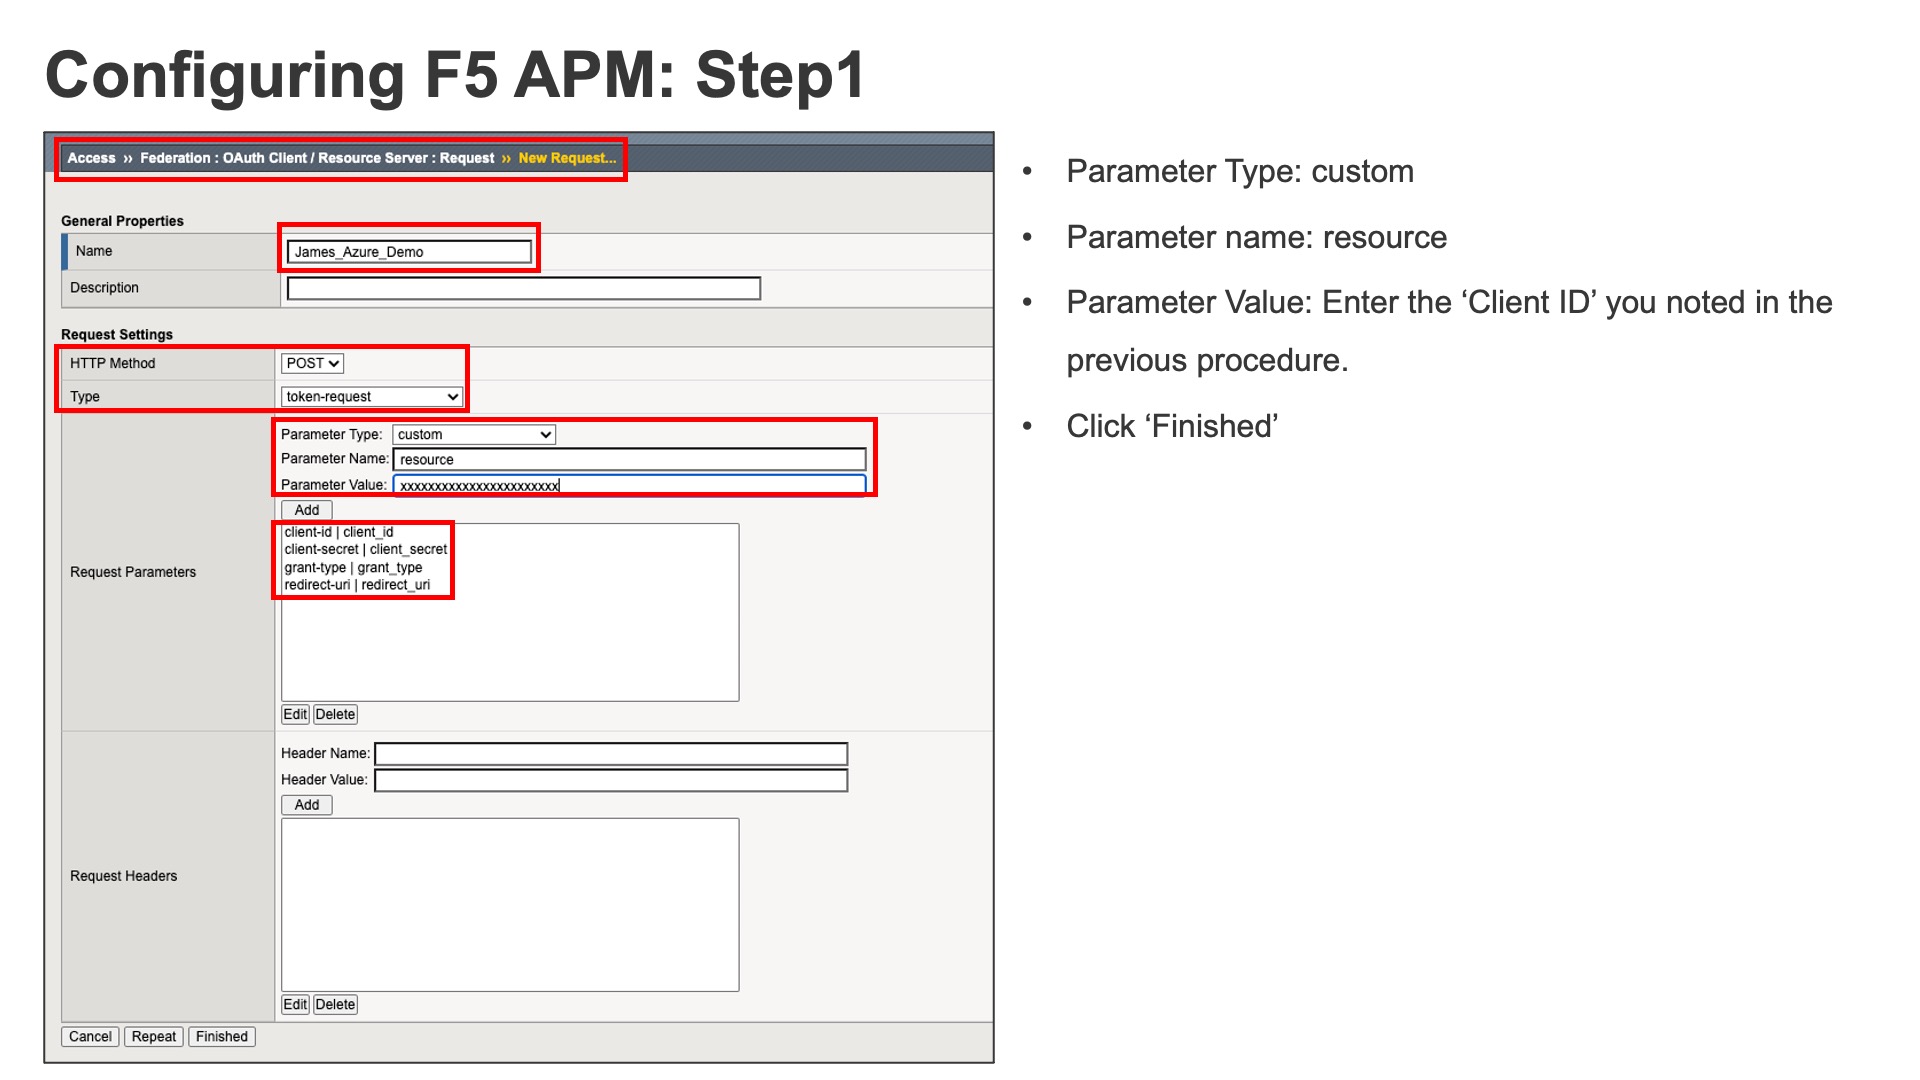 Configuring F5 APM: Step1
Access ›› Federation : OAuth Client / Resource Server : Request ›› New Request...
General Properties
Name
James_Azure_Demo
Description
Request Settings
HTTP Method
POST
Type
token-request
Request Parameters
Parameter Type: custom
Parameter Name: resource
Parameter Value: xxxxxxxxxxxxxxxxxxxxxxx
Add
client-id | client_id
client-secret | client_secret
grant-type | grant_type
redirect-uri | redirect_uri
Edit Delete
Request Headers
Header Name:
Header Value:
Add
Edit Delete
Cancel Repeat Finished
• Parameter Type: custom
• Parameter name: resource
• Parameter Value: Enter the ‘Client ID’ you noted in the
previous procedure.
• Click ‘Finished’